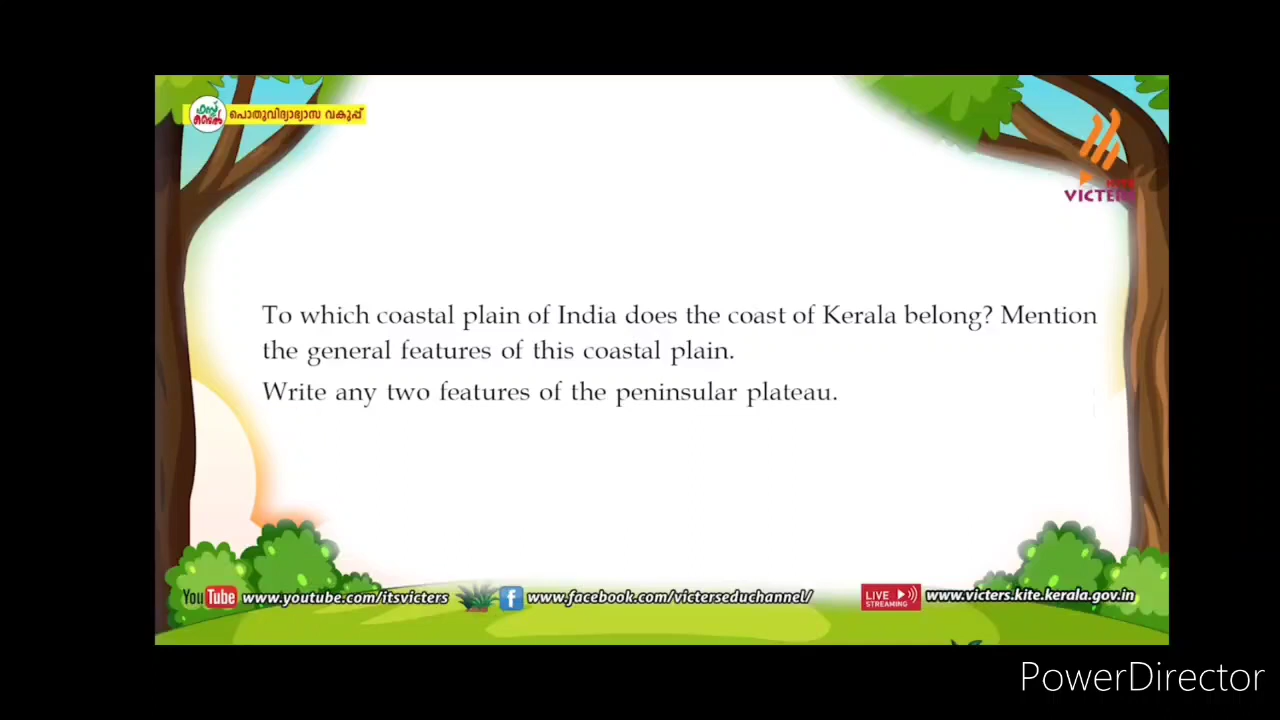 ഫസ്റ്റ് ബെൽ
പൊതുവിദ്യാഭ്യാസ വകുപ്പ്
VICTERS
To which coastal plain of India does the coast of Kerala belong? Mention
the general features of this coastal plain.
Write any two features of the peninsular plateau.
YouTube www.youtube.com/itsvicters
f www.facebook.com/victerseduchannel/
LIVE STREAMING www.victers.kite.kerala.gov.in
PowerDirector